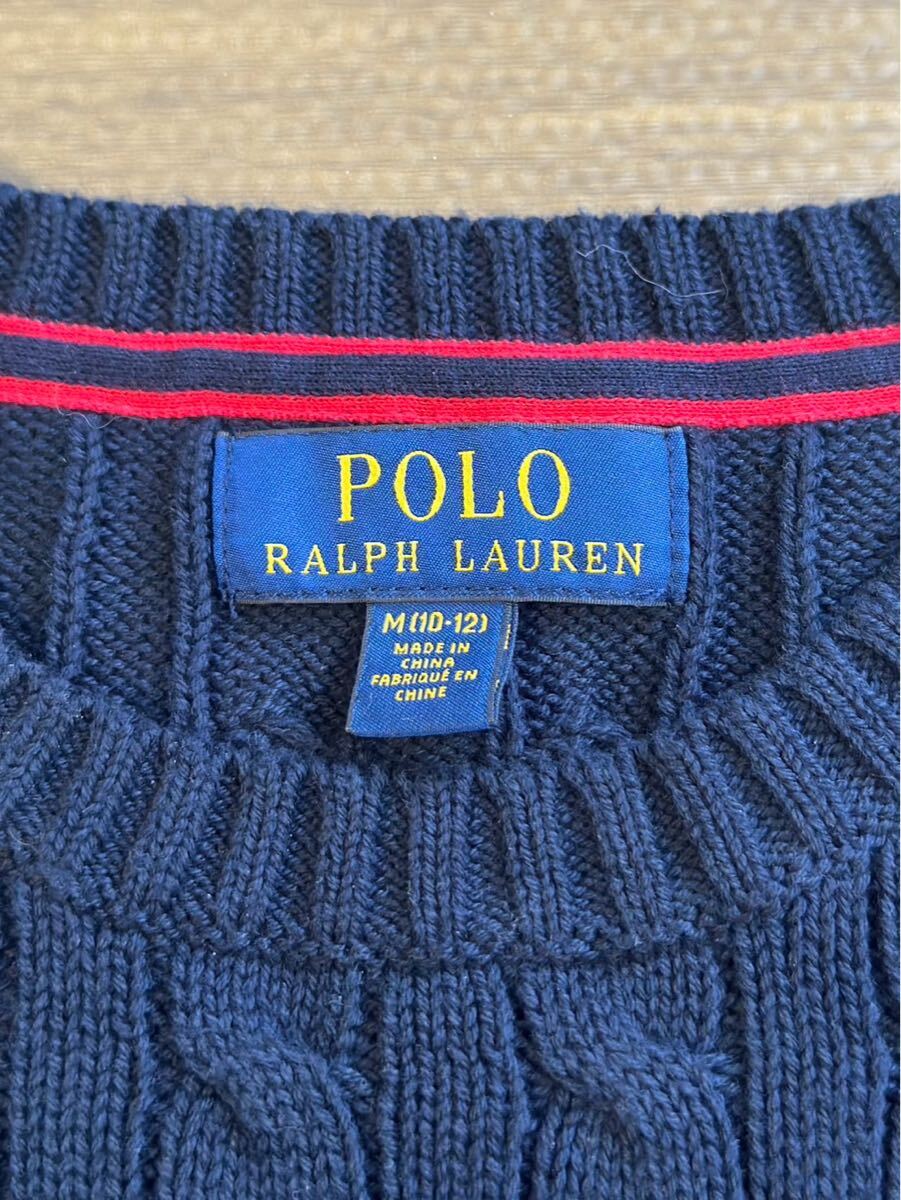 POLO
RALPH LAUREN
M(10-12)
MADE IN
CHINA
FABRIQUÉ EN
CHINE